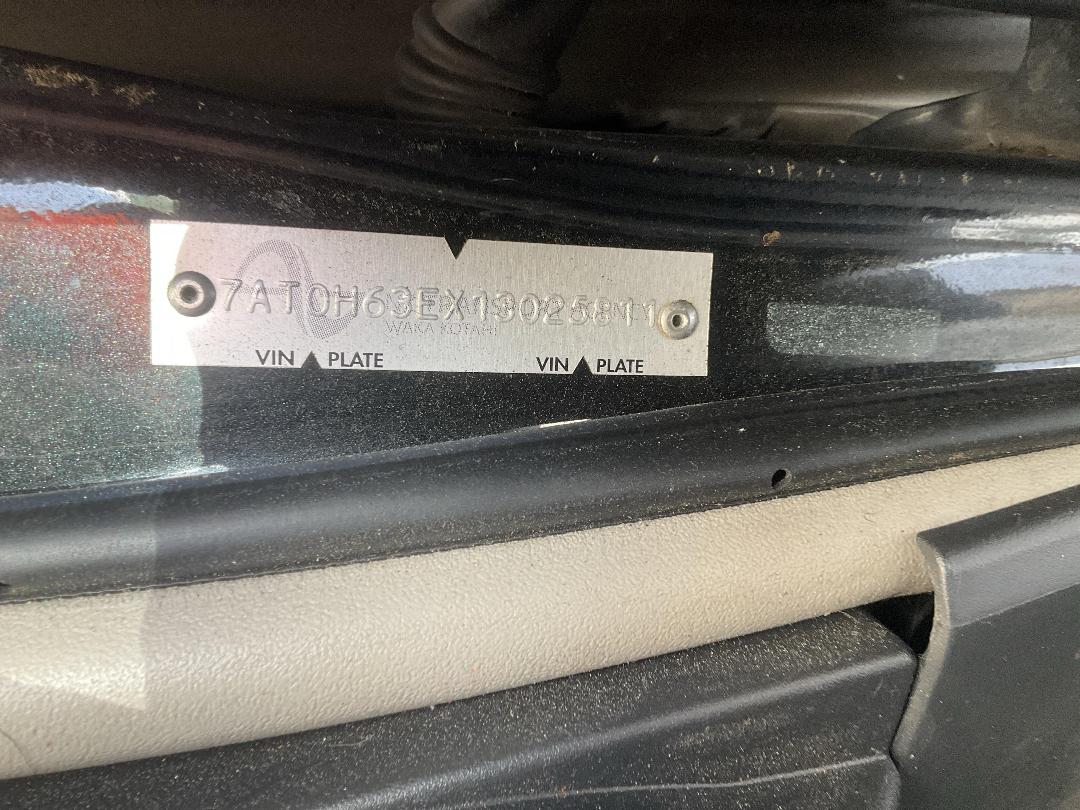 7AT0H63EX13025811
WAKA KOTAHI
VIN PLATE VIN PLATE